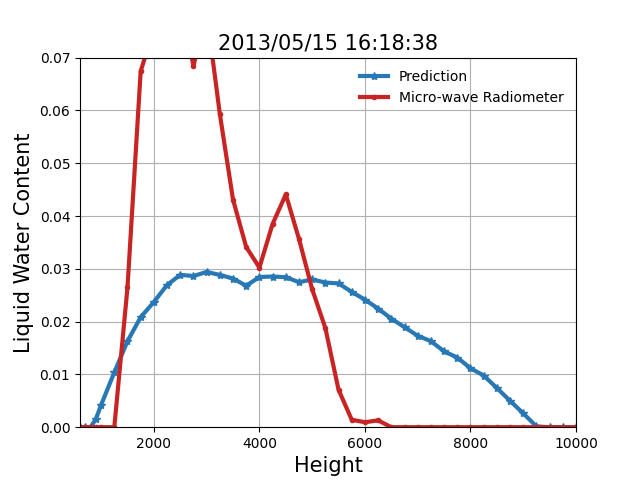 2013/05/15 16:18:38
Prediction
Micro-wave Radiometer
Liquid Water Content
0.07
0.06
0.05
0.04
0.03
0.02
0.01
0.00
2000 4000 6000 8000 10000
Height